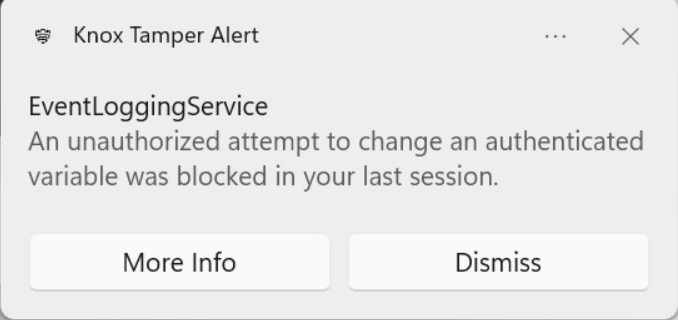 Knox Tamper Alert
EventLoggingService
An unauthorized attempt to change an authenticated
variable was blocked in your last session.
More Info
Dismiss